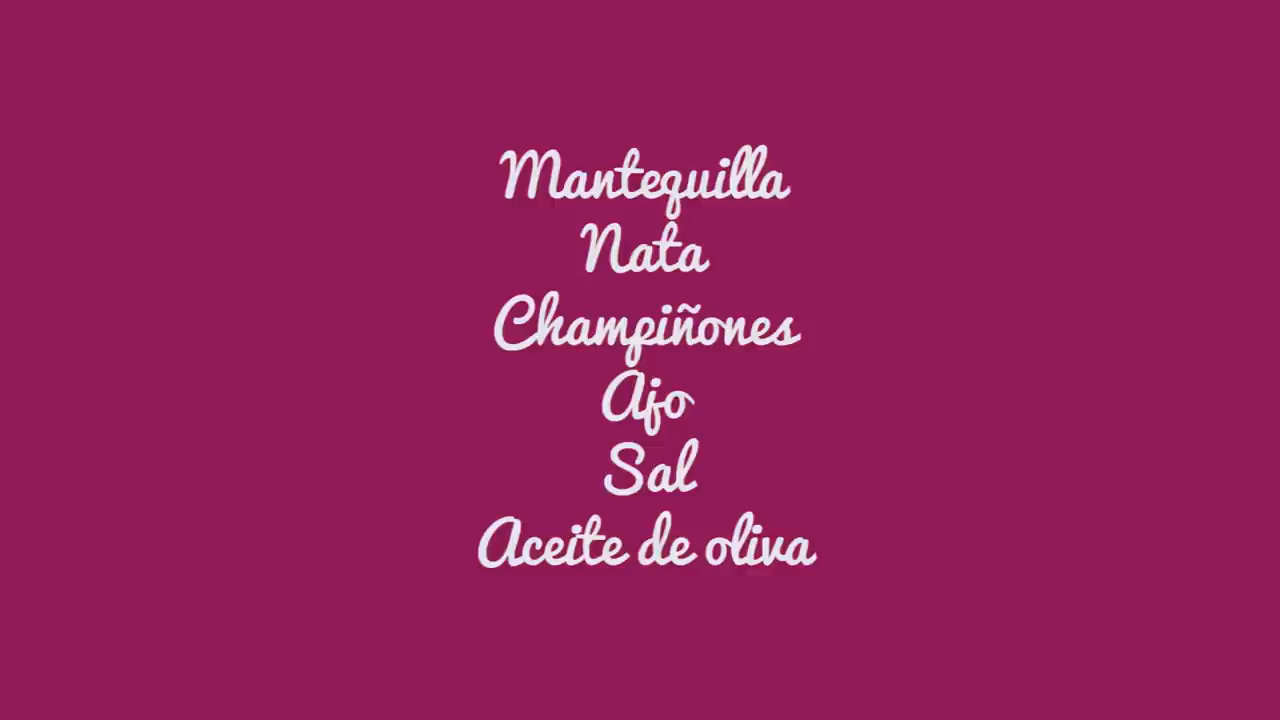 Mantequilla
Nata
Champiñones
Ajo
Sal
Aceite de oliva